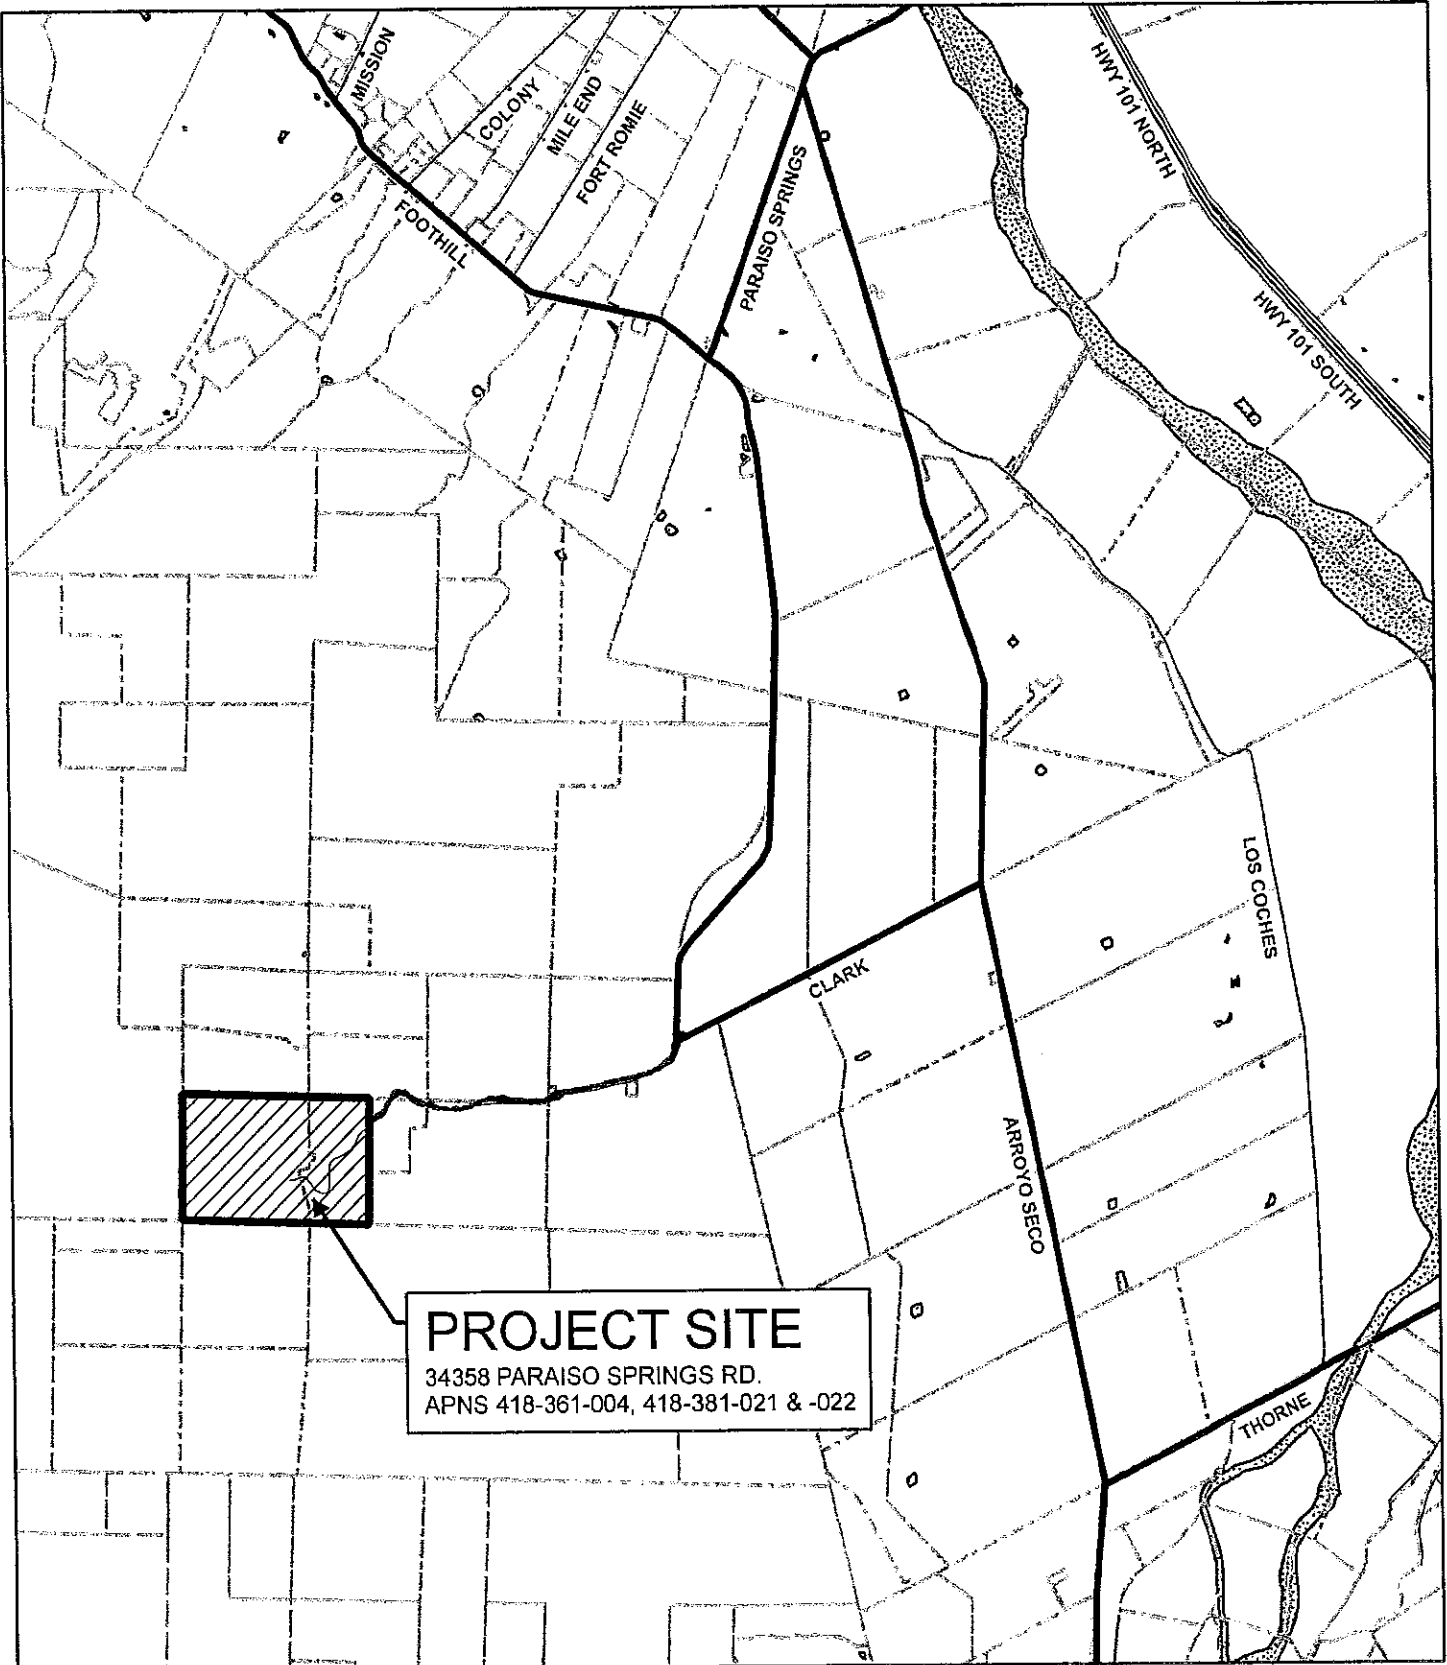 MISSION
COLONY
MILE END
FORT ROMIE
FOOTHILL
PARAISO SPRINGS
HWY 101 NORTH
HWY 101 SOUTH
LOS COCHES
CLARK
ARROYO SECO
THORNE
PROJECT SITE
34358 PARAISO SPRINGS RD.
APNS 418-361-004, 418-381-021 & -022